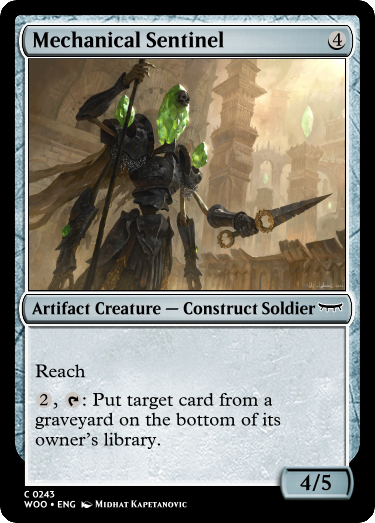 Mechanical Sentinel 4
Artifact Creature — Construct Soldier
Reach
2, : Put target card from a
graveyard on the bottom of its
owner's library.
4/5
C 0243
WOO • ENG Midhat Kapetanovic